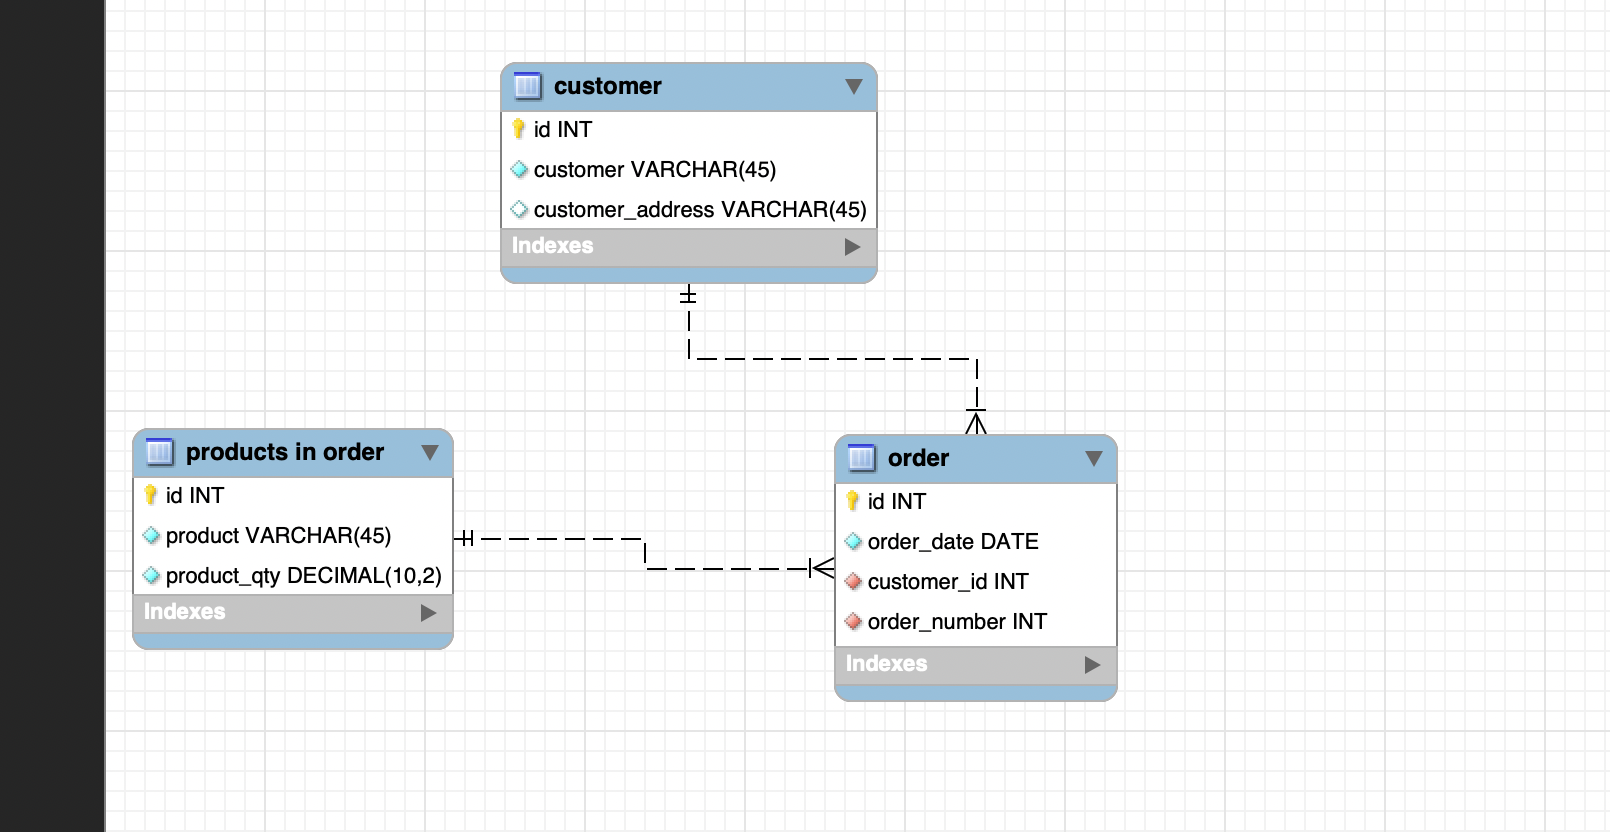 customer
id INT
customer VARCHAR(45)
customer_address VARCHAR(45)
Indexes
products in order
id INT
product VARCHAR(45)
product_qty DECIMAL(10,2)
Indexes
order
id INT
order_date DATE
customer_id INT
order_number INT
Indexes